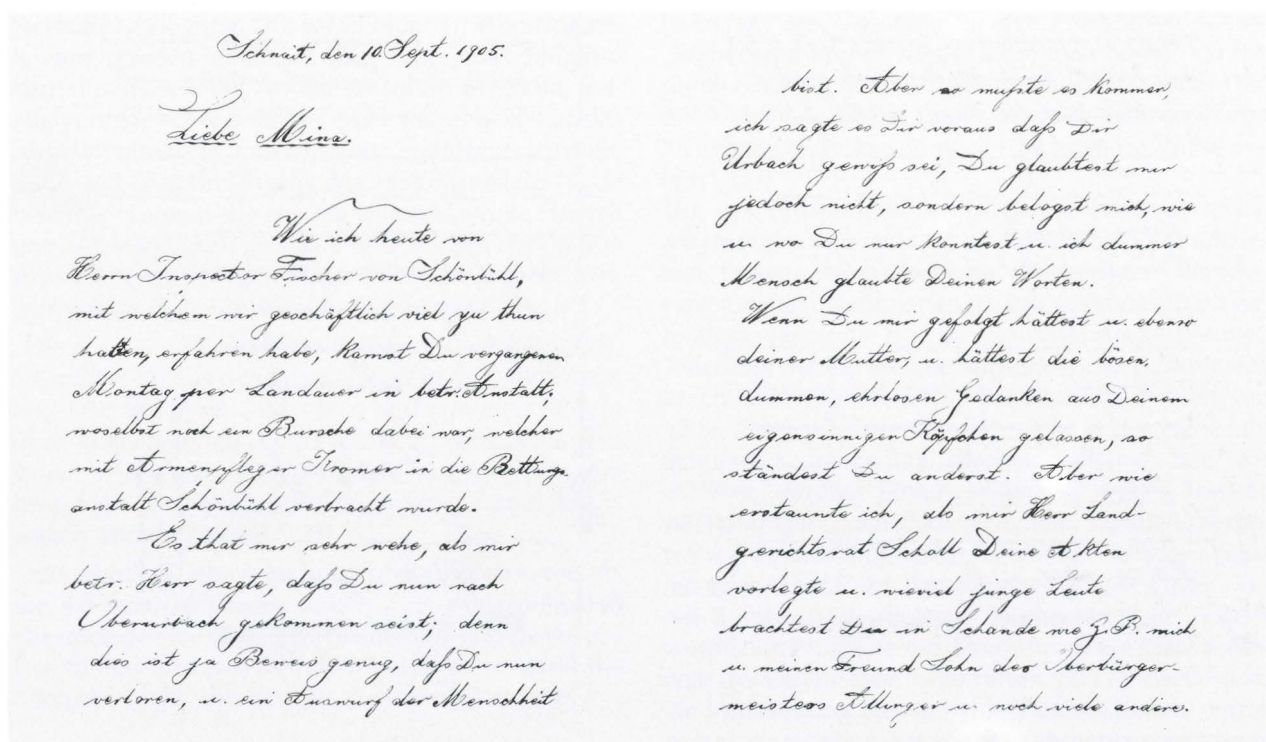 Schnait, den 10. Sept. 1905.
Liebe Mina.
Wie ich heute von
Herrn Inspector Fischer von Schönbühl,
mit welchem wir geschäftlich viel zu thun
hatten, erfahren habe, kamst Du vergangenen
Montag per Landauer in betr. Anstalt,
woselbst noch ein Bursche dabei war, welcher
mit Armenpfleger Kromer in die Rettungs-
anstalt Schönbühl verbracht wurde.
Es that mir sehr wehe, als mir
betr. Herr sagte, daß Du nun nach
Oberurbach gekommen seist; denn
dies ist ja Beweis genug, daß Du nun
verloren, u. ein Auswurf der Menschheit
bist. Aber so mußte es kommen,
ich sagte es Dir voraus daß Dir
Urbach gewiß sei, Du glaubtest mir
jedoch nicht, sondern belogst mich, wie
u. wo Du nur konntest u. ich dummer
Mensch glaubte Deinen Worten.
Wenn Du mir gefolgt hättest u. ebenso
deiner Mutter, u. hättest die bösen,
dummen, ehrlosen Gedanken aus Deinem
eigensinnigen Köpfchen gelassen, so
ständest Du anderst. Aber wie
erstaunte ich, als mir Herr Land-
gerichtsrat Schall Deine Akten
vorlegte u. wieviel junge Leute
brachtest Du in Schande wie z. B. mich
u. meinen Freund Sohn des Oberbürger-
meisters u. noch viele andere.